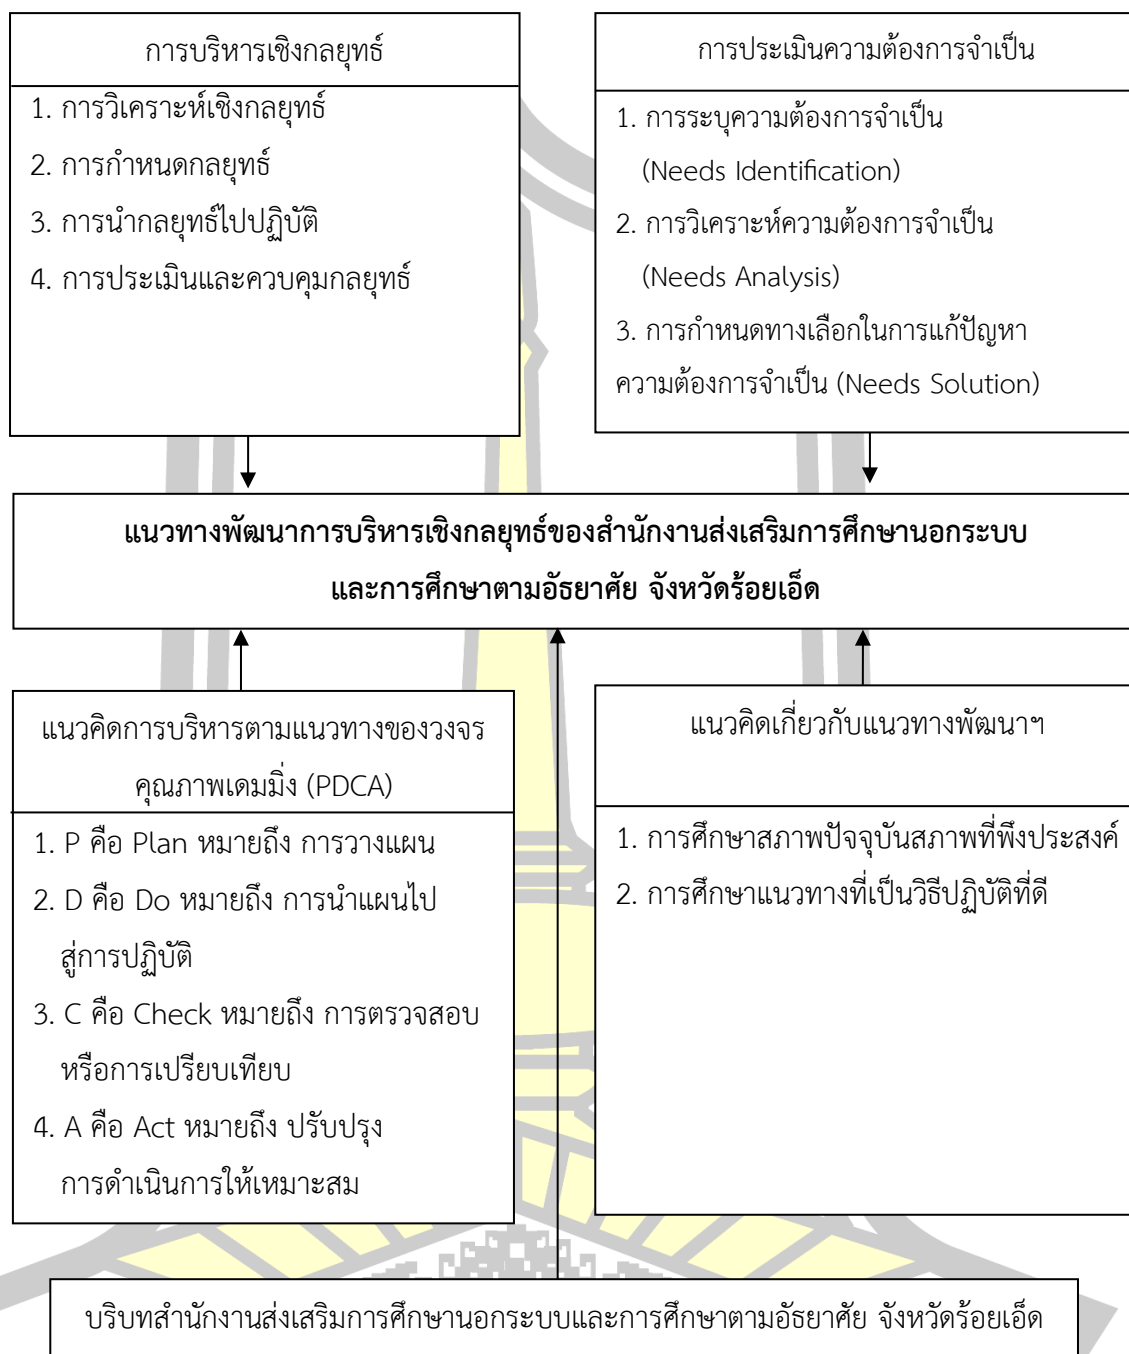 การบริหารเชิงกลยุทธ์
1. การวิเคราะห์เชิงกลยุทธ์
2. การกำหนดกลยุทธ์
3. การนำกลยุทธ์ไปปฏิบัติ
4. การประเมินและควบคุมกลยุทธ์
การประเมินความต้องการจำเป็น
1. การระบุความต้องการจำเป็น
(Needs Identification)
2. การวิเคราะห์ความต้องการจำเป็น
(Needs Analysis)
3. การกำหนดทางเลือกในการแก้ปัญหา
ความต้องการจำเป็น (Needs Solution)
แนวทางพัฒนาการบริหารเชิงกลยุทธ์ของสำนักงานส่งเสริมการศึกษานอกระบบ
และการศึกษาตามอัธยาศัย จังหวัดร้อยเอ็ด
แนวคิดการบริหารตามแนวทางของวงจร
คุณภาพเดมมิ่ง (PDCA)
1. P คือ Plan หมายถึง การวางแผน
2. D คือ Do หมายถึง การนำแผนไป
สู่การปฏิบัติ
3. C คือ Check หมายถึง การตรวจสอบ
หรือการเปรียบเทียบ
4. A คือ Act หมายถึง ปรับปรุง
การดำเนินการให้เหมาะสม
แนวคิดเกี่ยวกับแนวทางพัฒนาฯ
1. การศึกษาสภาพปัจจุบันสภาพที่พึงประสงค์
2. การศึกษาแนวทางที่เป็นวิธีปฏิบัติที่ดี
บริบทสำนักงานส่งเสริมการศึกษานอกระบบและการศึกษาตามอัธยาศัย จังหวัดร้อยเอ็ด